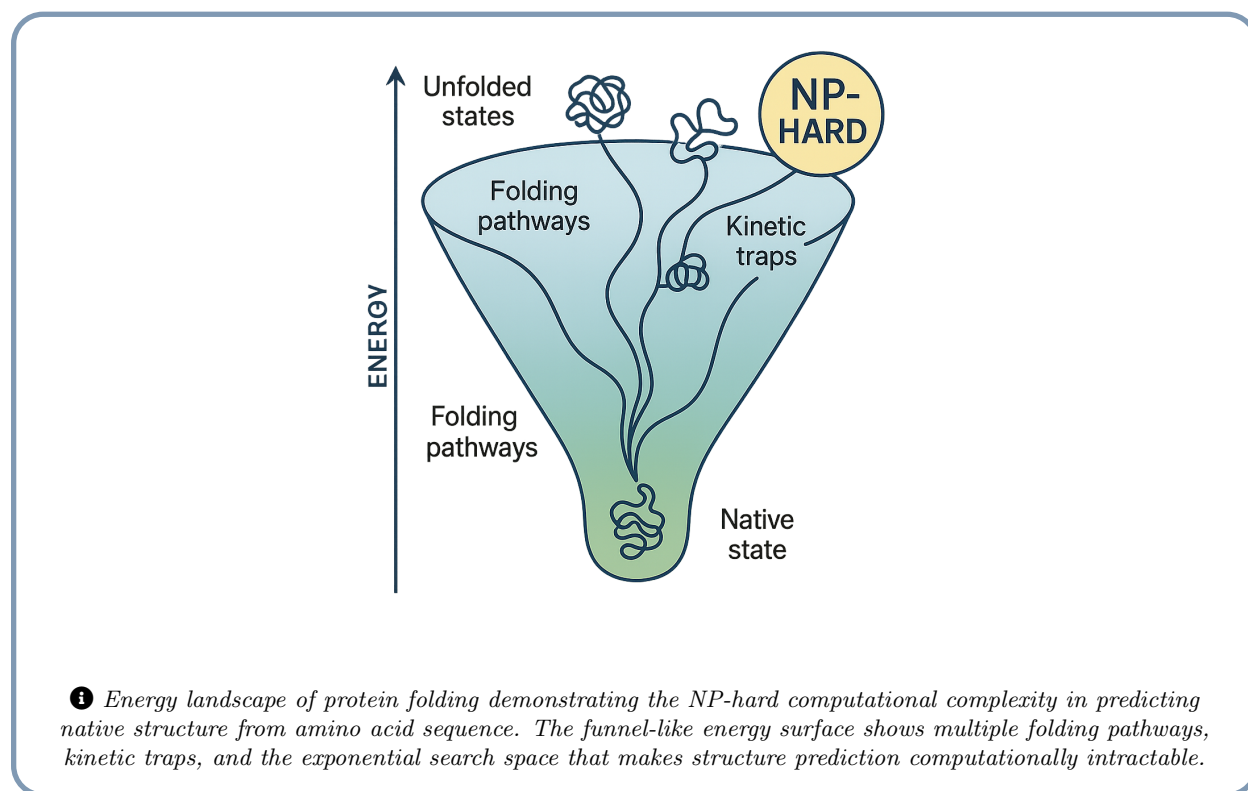 Unfolded
states
NP-
HARD
Folding
pathways
Kinetic
traps
ENERGY
Folding
pathways
Native
state
Energy landscape of protein folding demonstrating the NP-hard computational complexity in predicting
native structure from amino acid sequence. The funnel-like energy surface shows multiple folding pathways,
kinetic traps, and the exponential search space that makes structure prediction computationally intractable.